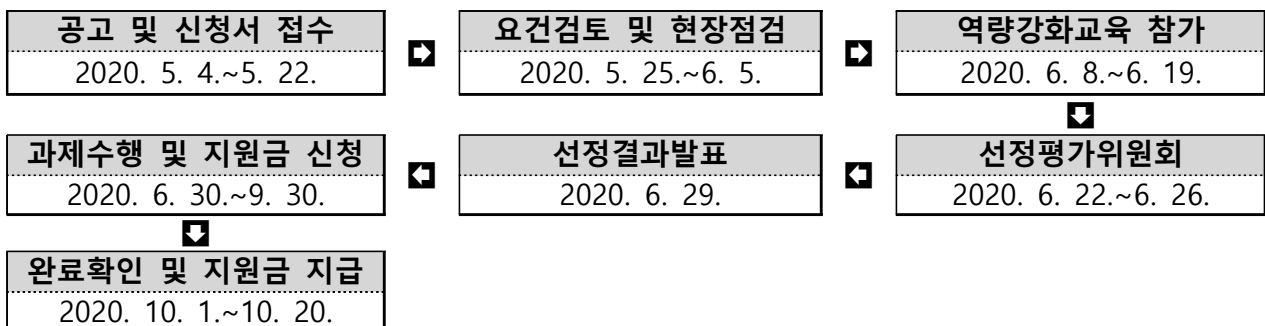 공고 및 신청서 접수
2020. 5. 4.~5. 22.
요건검토 및 현장점검
2020. 5. 25.~6. 5.
역량강화교육 참가
2020. 6. 8.~6. 19.
선정평가위원회
2020. 6. 22.~6. 26.
선정결과발표
2020. 6. 29.
과제수행 및 지원금 신청
2020. 6. 30.~9. 30.
완료확인 및 지원금 지급
2020. 10. 1.~10. 20.